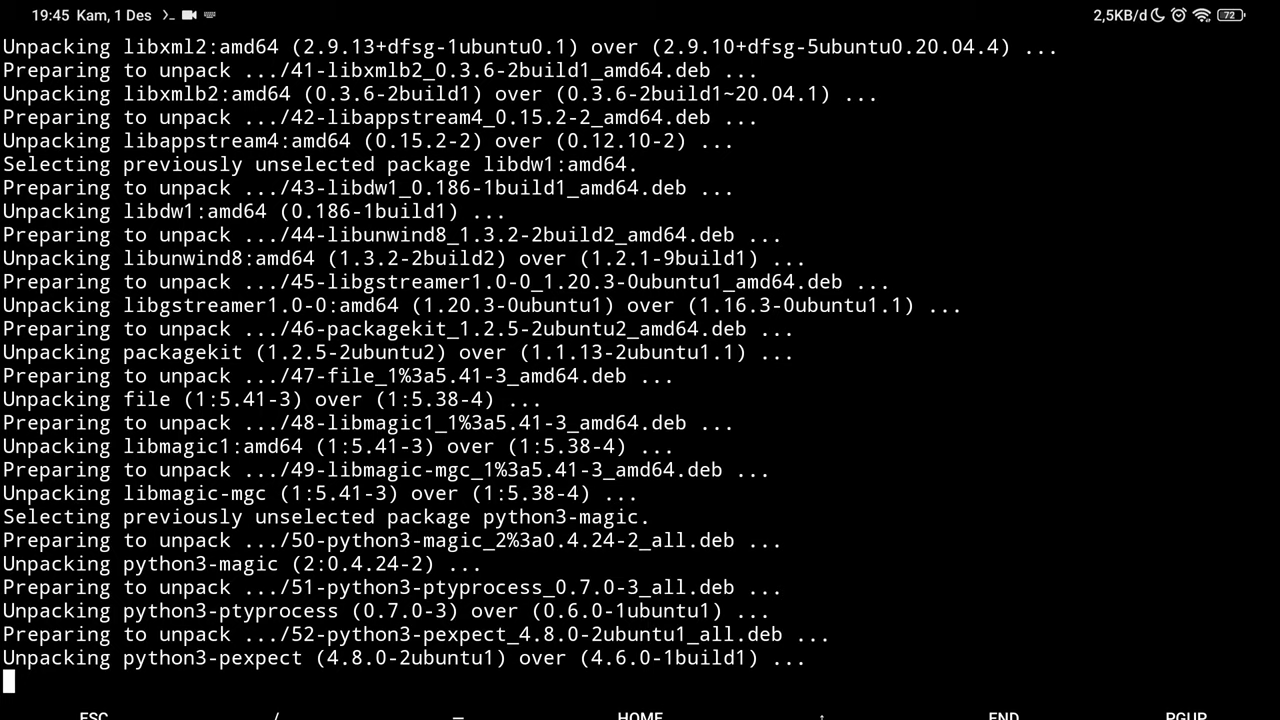 19:45 Kam, 1 Des 2,5KB/d 72
Unpacking libxml2:amd64 (2.9.13+dfsg-1ubuntu0.1) over (2.9.10+dfsg-5ubuntu0.20.04.4) ...
Preparing to unpack .../41-libxmlb2_0.3.6-2build1_amd64.deb ...
Unpacking libxmlb2:amd64 (0.3.6-2build1) over (0.3.6-2build1~20.04.1) ...
Preparing to unpack .../42-libappstream4_0.15.2-2_amd64.deb ...
Unpacking libappstream4:amd64 (0.15.2-2) over (0.12.10-2) ...
Selecting previously unselected package libdw1:amd64.
Preparing to unpack .../43-libdw1_0.186-1build1_amd64.deb ...
Unpacking libdw1:amd64 (0.186-1build1) ...
Preparing to unpack .../44-libunwind8_1.3.2-2build2_amd64.deb ...
Unpacking libunwind8:amd64 (1.3.2-2build2) over (1.2.1-9build1) ...
Preparing to unpack .../45-libgstreamer1.0-0_1.20.3-0ubuntu1_amd64.deb ...
Unpacking libgstreamer1.0-0:amd64 (1.20.3-0ubuntu1) over (1.16.3-0ubuntu1.1) ...
Preparing to unpack .../46-packagekit_1.2.5-2ubuntu2_amd64.deb ...
Unpacking packagekit (1.2.5-2ubuntu2) over (1.1.13-2ubuntu1.1) ...
Preparing to unpack .../47-file_1%3a5.41-3_amd64.deb ...
Unpacking file (1:5.41-3) over (1:5.38-4) ...
Preparing to unpack .../48-libmagic1_1%3a5.41-3_amd64.deb ...
Unpacking libmagic1:amd64 (1:5.41-3) over (1:5.38-4) ...
Preparing to unpack .../49-libmagic-mgc_1%3a5.41-3_amd64.deb ...
Unpacking libmagic-mgc (1:5.41-3) over (1:5.38-4) ...
Selecting previously unselected package python3-magic.
Preparing to unpack .../50-python3-magic_2%3a0.4.24-2_all.deb ...
Unpacking python3-magic (2:0.4.24-2) ...
Preparing to unpack .../51-python3-ptyprocess_0.7.0-3_all.deb ...
Unpacking python3-ptyprocess (0.7.0-3) over (0.6.0-1ubuntu1) ...
Preparing to unpack .../52-python3-pexpect_4.8.0-2ubuntu1_all.deb ...
Unpacking python3-pexpect (4.8.0-2ubuntu1) over (4.6.0-1build1) ...
ESC / — HOME ↑ END PGUP